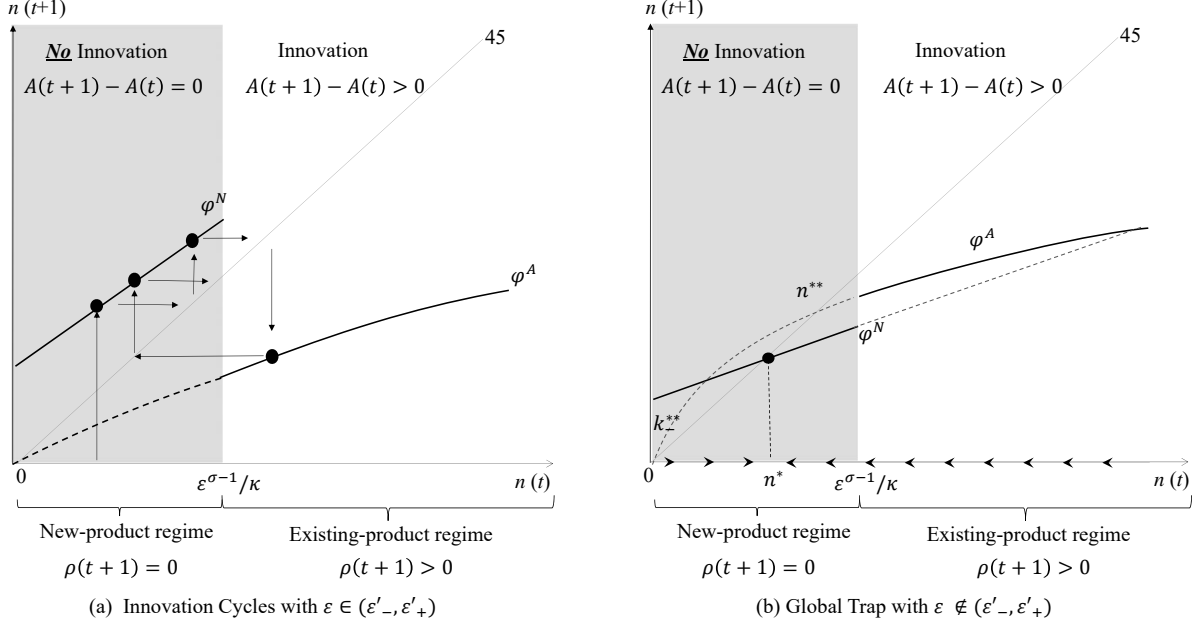 n (t+1)
45
No Innovation
Innovation
A(t + 1) − A(t) = 0
A(t + 1) − A(t) > 0
φ^N
φ^A
0
ε^{σ−1}/κ
n (t)
New-product regime
Existing-product regime
ρ(t + 1) = 0
ρ(t + 1) > 0
(a) Innovation Cycles with ε ∈ (ε′₋, ε′₊)
n (t+1)
45
No Innovation
Innovation
A(t + 1) − A(t) = 0
A(t + 1) − A(t) > 0
φ^A
n^{**}
φ^N
k₋^{**}
0
n^*
ε^{σ−1}/κ
n (t)
New-product regime
Existing-product regime
ρ(t + 1) = 0
ρ(t + 1) > 0
(b) Global Trap with ε ∉ (ε′₋, ε′₊)